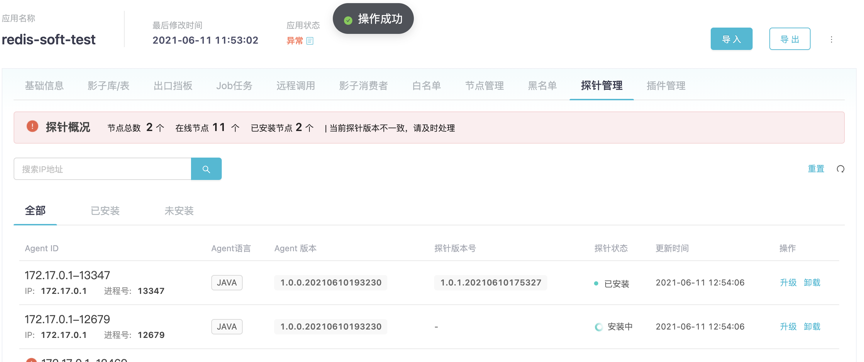 应用名称
redis-soft-test
最后修改时间
2021-06-11 11:53:02
应用状态
异常
操作成功
导入
导出
基础信息 影子库/表 出口挡板 Job任务 远程调用 影子消费者 白名单 节点管理 黑名单 探针管理 插件管理
探针概况 节点总数 2 个 在线节点 11 个 已安装节点 2 个 | 当前探针版本不一致，请及时处理
搜索IP地址
重置
全部 已安装 未安装
Agent ID Agent语言 Agent 版本 探针版本号 探针状态 更新时间 操作
172.17.0.1-13347
IP: 172.17.0.1 进程号: 13347
JAVA 1.0.0.20210610193230 1.0.1.20210610175327 已安装 2021-06-11 12:54:06 升级 卸载
172.17.0.1-12679
IP: 172.17.0.1 进程号: 12679
JAVA 1.0.0.20210610193230 - 安装中 2021-06-11 12:54:06 升级 卸载